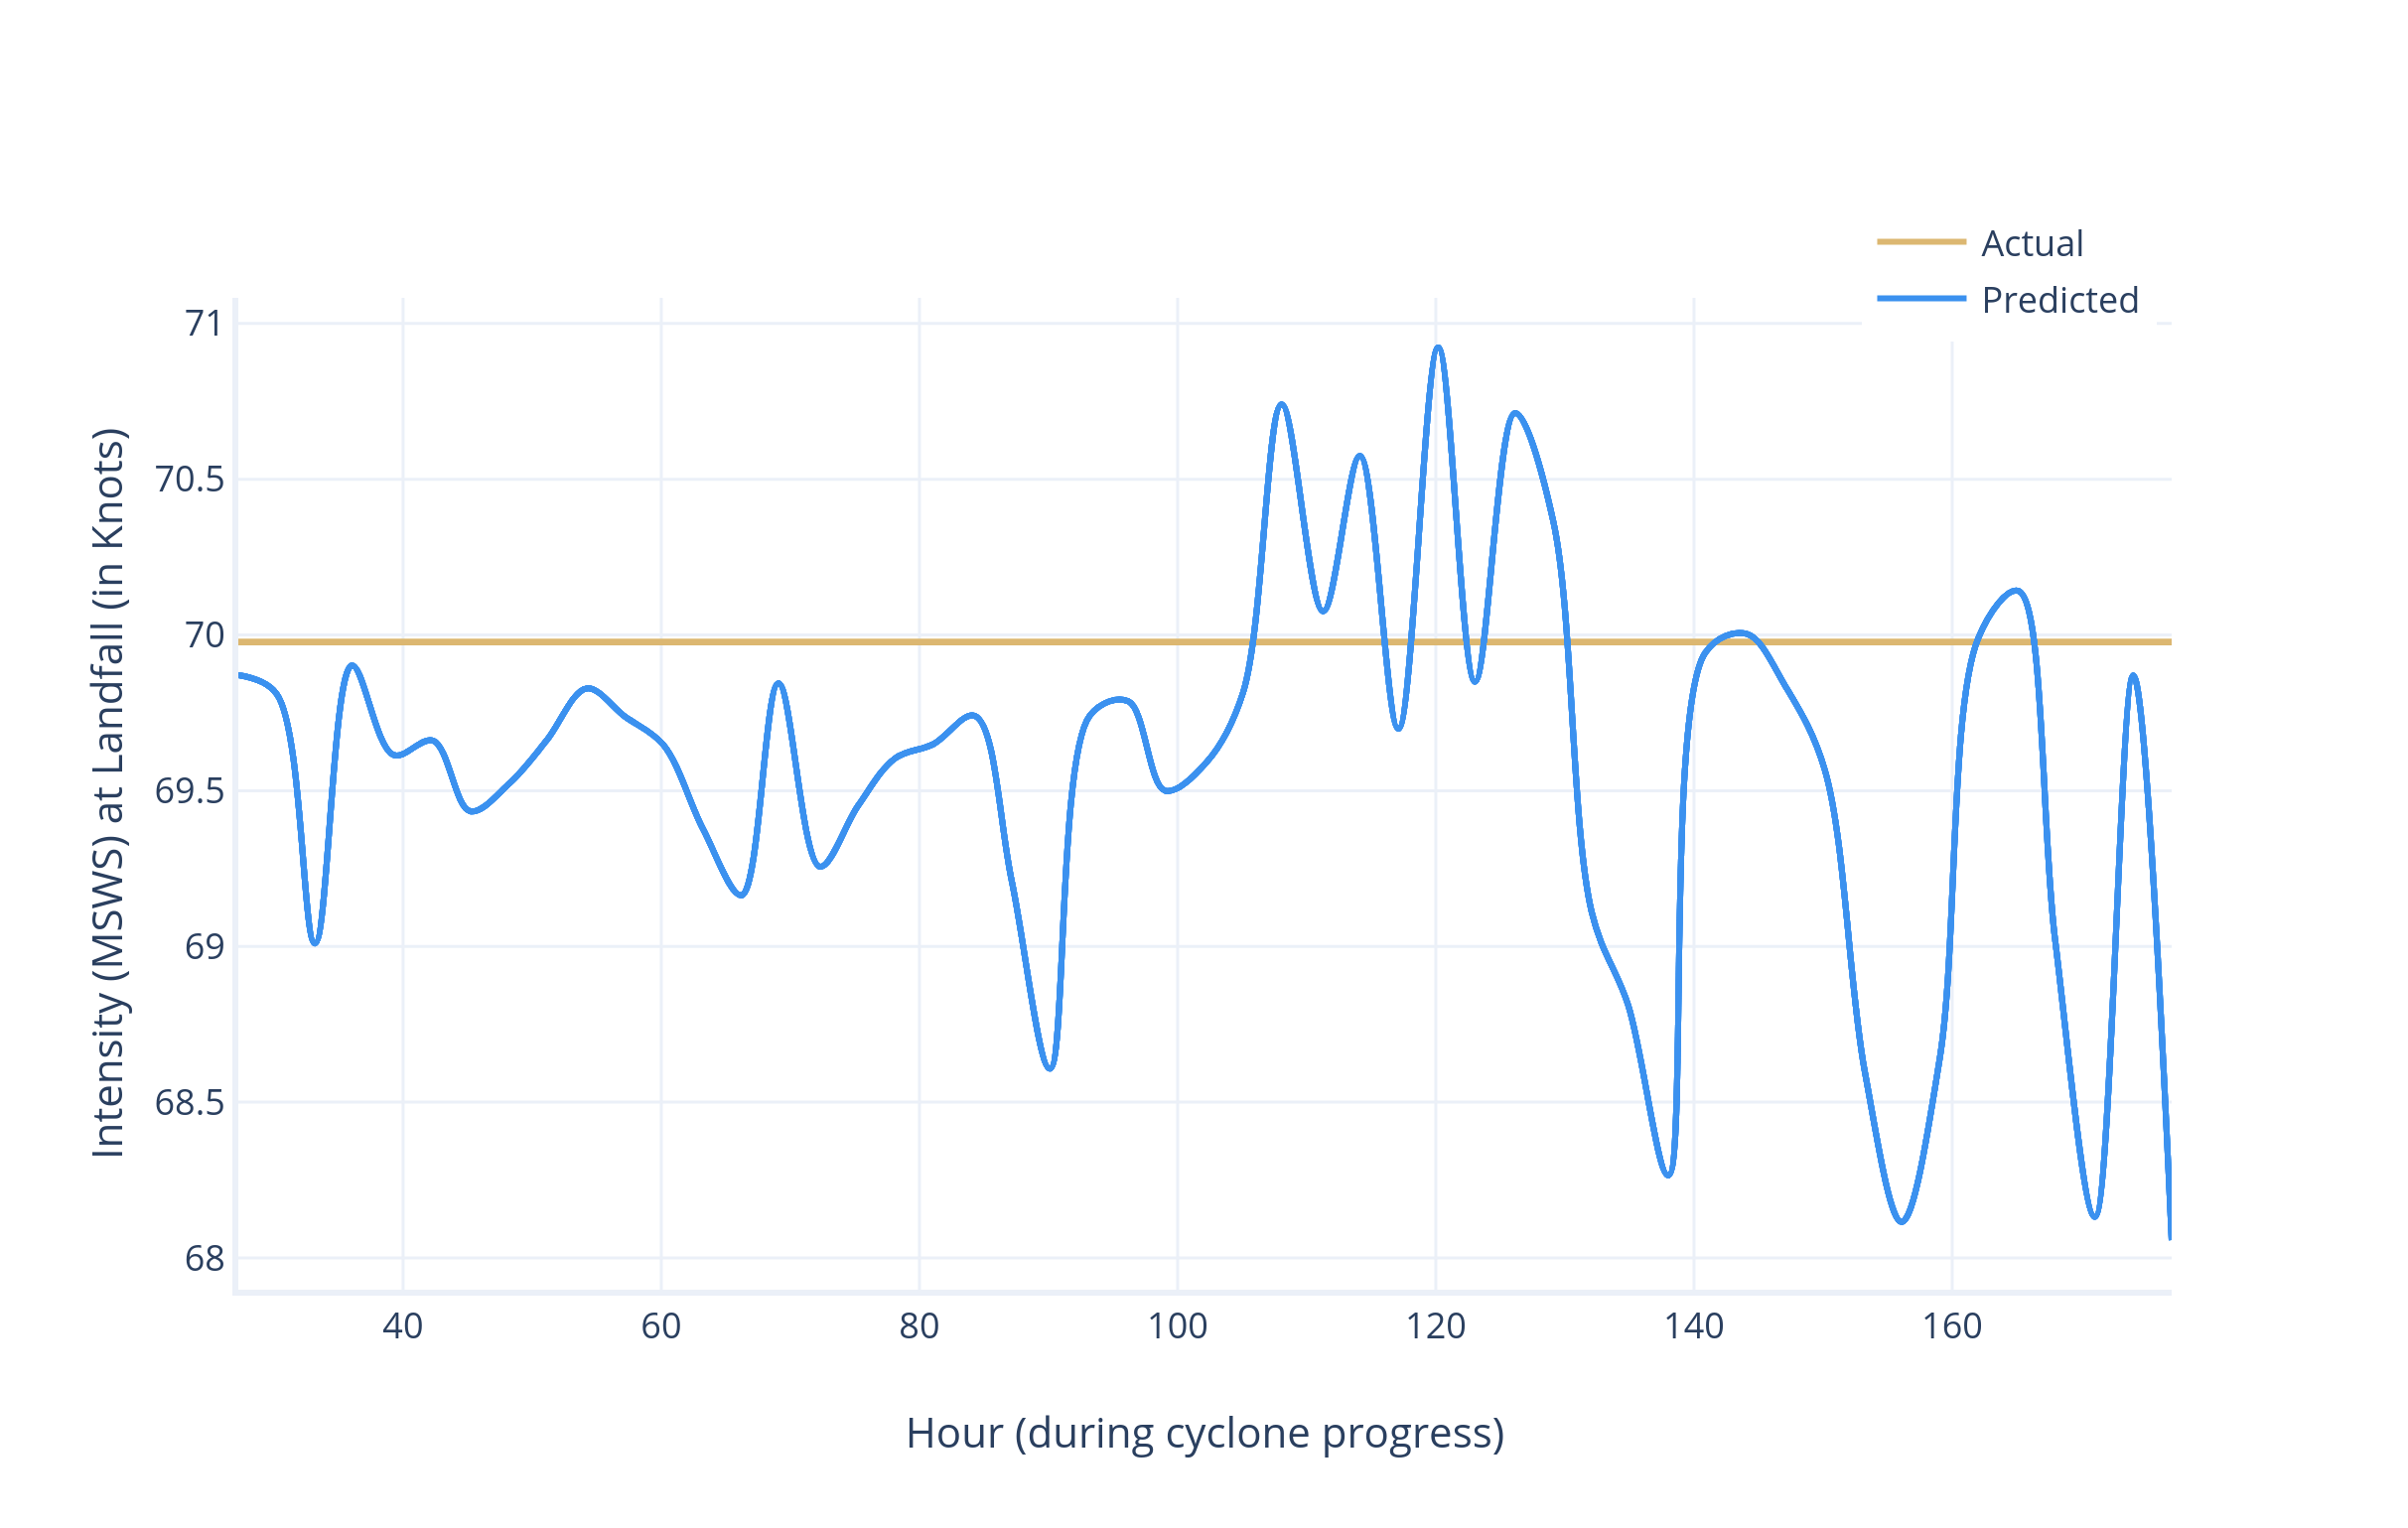 Actual
Predicted
71
70.5
70
69.5
69
68.5
68
Intensity (MSWS) at Landfall (in Knots)
40 60 80 100 120 140 160
Hour (during cyclone progress)